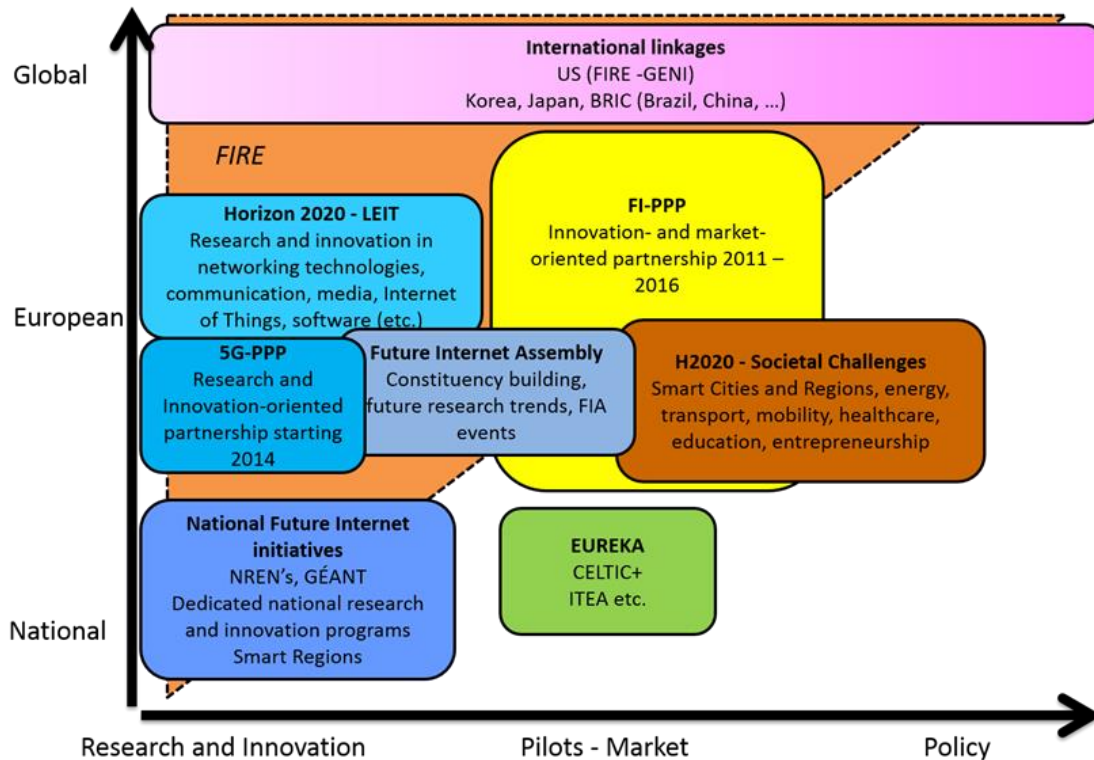 Global
International linkages
US (FIRE -GENI)
Korea, Japan, BRIC (Brazil, China, ...)
FIRE
Horizon 2020 - LEIT
Research and innovation in
networking technologies,
communication, media, Internet
of Things, software (etc.)
FI-PPP
Innovation- and market-
oriented partnership 2011 –
2016
European
5G-PPP
Research and
Innovation-oriented
partnership starting
2014
Future Internet Assembly
Constituency building,
future research trends, FIA
events
H2020 - Societal Challenges
Smart Cities and Regions, energy,
transport, mobility, healthcare,
education, entrepreneurship
National Future Internet
initiatives
NREN's, GÉANT
Dedicated national research
and innovation programs
Smart Regions
EUREKA
CELTIC+
ITEA etc.
National
Research and Innovation
Pilots - Market
Policy